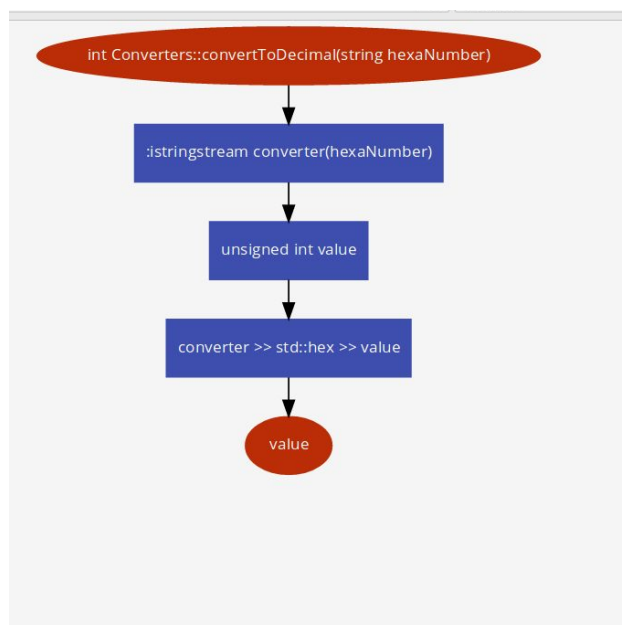 int Converters::convertToDecimal(string hexaNumber)
:istringstream converter(hexaNumber)
unsigned int value
converter >> std::hex >> value
value